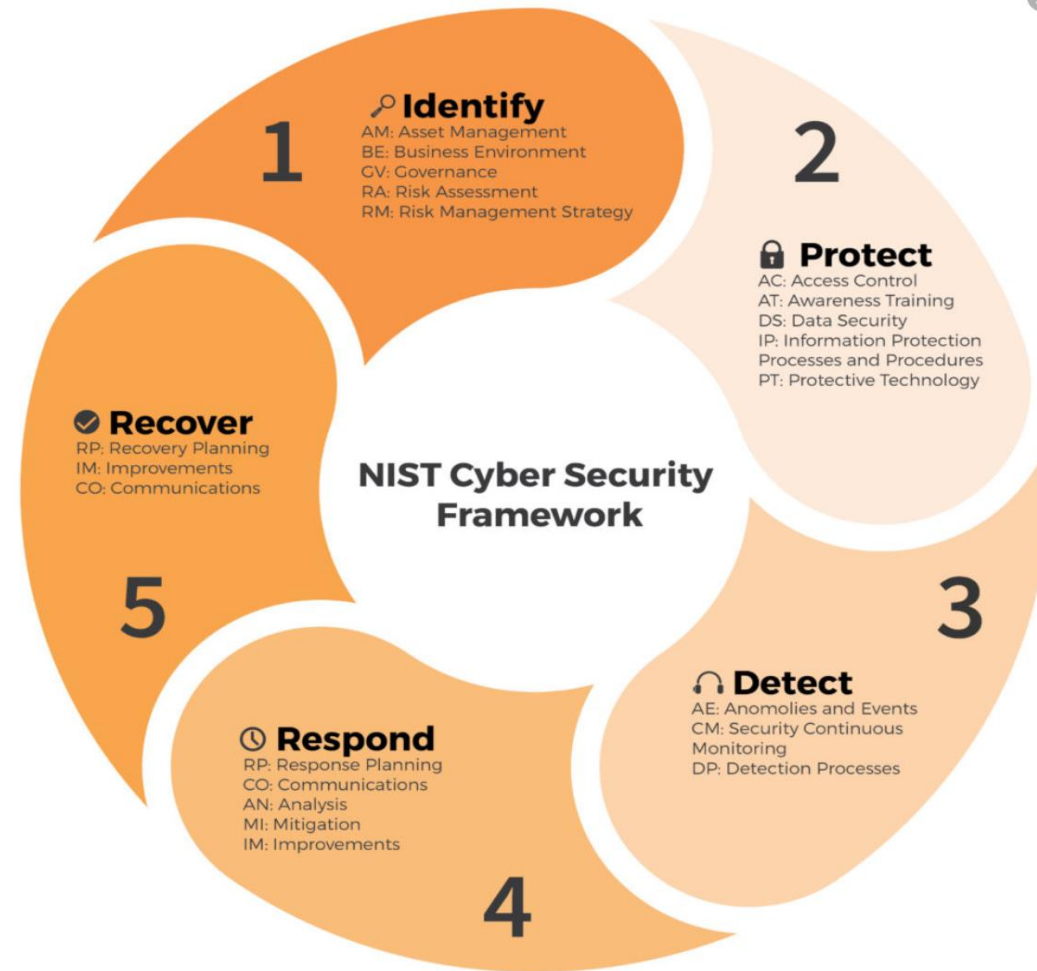 1
Identify
AM: Asset Management
BE: Business Environment
GV: Governance
RA: Risk Assessment
RM: Risk Management Strategy
2
Protect
AC: Access Control
AT: Awareness Training
DS: Data Security
IP: Information Protection
Processes and Procedures
PT: Protective Technology
3
Detect
AE: Anomolies and Events
CM: Security Continuous
Monitoring
DP: Detection Processes
4
Respond
RP: Response Planning
CO: Communications
AN: Analysis
MI: Mitigation
IM: Improvements
5
Recover
RP: Recovery Planning
IM: Improvements
CO: Communications
NIST Cyber Security
Framework